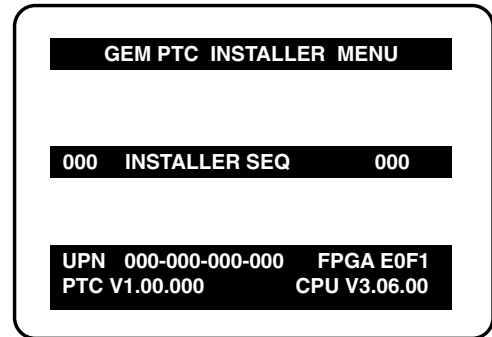 GEM PTC INSTALLER MENU
000 INSTALLER SEQ 000
UPN 000-000-000-000 FPGA E0F1
PTC V1.00.000 CPU V3.06.00